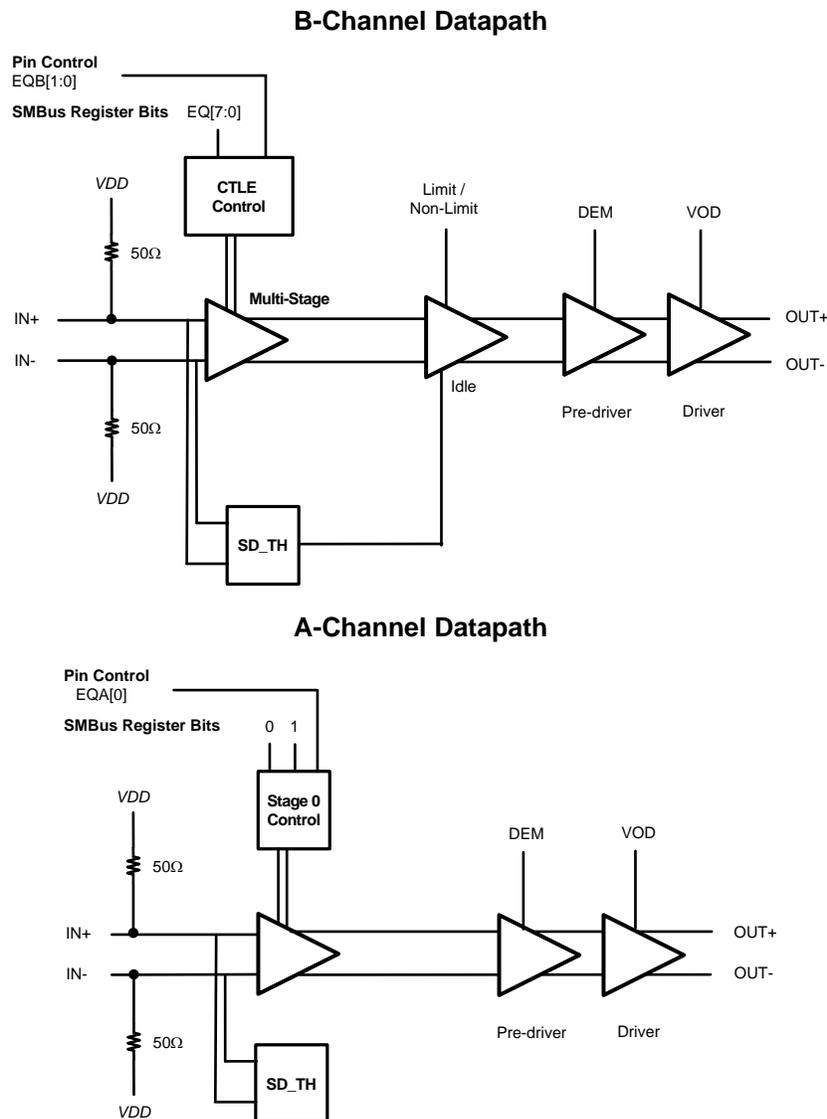 B-Channel Datapath
Pin Control
EQB[1:0]
SMBus Register Bits EQ[7:0]
VDD
CTLE
Control
Limit /
Non-Limit
DEM
VOD
50Ω
Multi-Stage
IN+
OUT+
IN-
OUT-
Idle
50Ω
Pre-driver
Driver
VDD
SD_TH
A-Channel Datapath
Pin Control
EQA[0]
SMBus Register Bits 0 1
VDD
Stage 0
Control
DEM
VOD
50Ω
IN+
OUT+
IN-
OUT-
50Ω
Pre-driver
Driver
SD_TH
VDD